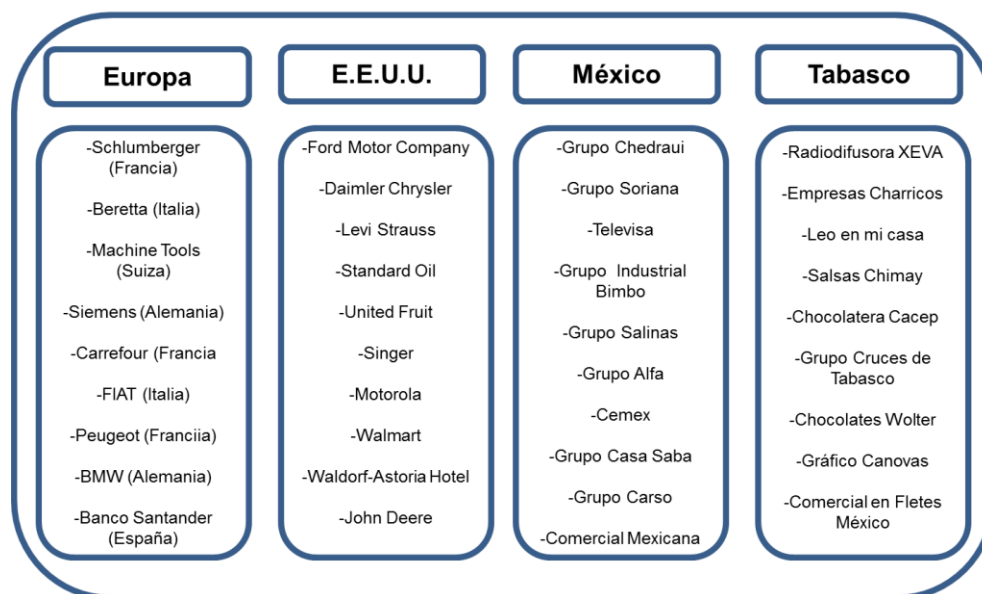 Europa
-Schlumberger
(Francia)
-Beretta (Italia)
-Machine Tools
(Suiza)
-Siemens (Alemania)
-Carrefour (Francia
-FIAT (Italia)
-Peugeot (Franciia)
-BMW (Alemania)
-Banco Santander
(España)
E.E.U.U.
-Ford Motor Company
-Daimler Chrysler
-Levi Strauss
-Standard Oil
-United Fruit
-Singer
-Motorola
-Walmart
-Waldorf-Astoria Hotel
-John Deere
México
-Grupo Chedraui
-Grupo Soriana
-Televisa
-Grupo Industrial
Bimbo
-Grupo Salinas
-Grupo Alfa
-Cemex
-Grupo Casa Saba
-Grupo Carso
-Comercial Mexicana
Tabasco
-Radiodifusora XEVA
-Empresas Charricos
-Leo en mi casa
-Salsas Chimay
-Chocolatera Cacep
-Grupo Cruces de
Tabasco
-Chocolates Wolter
-Gráfico Canovas
-Comercial en Fletes
México